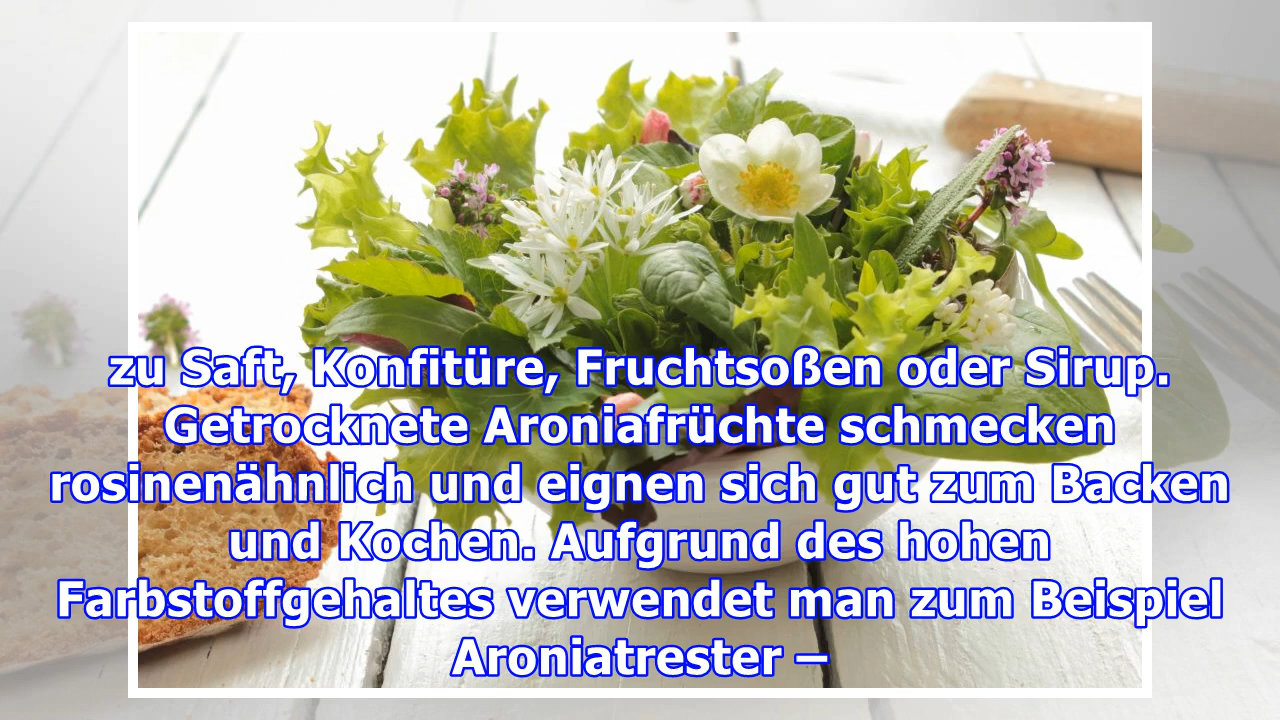 zu Saft, Konfitüre, Fruchtsoßen oder Sirup.
Getrocknete Aroniafrüchte schmecken
rosinenähnlich und eignen sich gut zum Backen
und Kochen. Aufgrund des hohen
Farbstoffgehaltes verwendet man zum Beispiel
Aroniatrester –